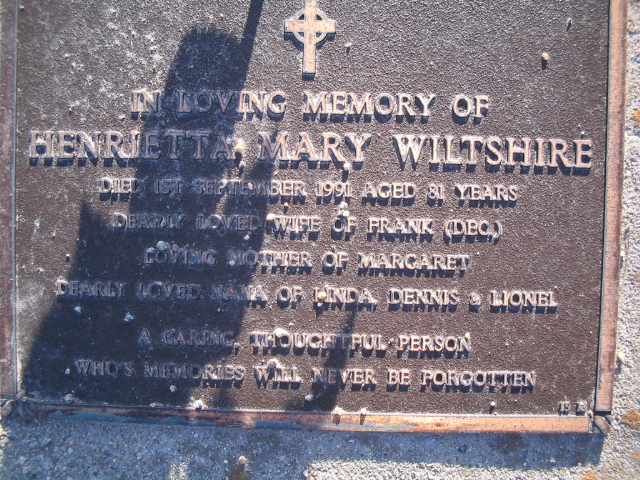 IN LOVING MEMORY OF
HENRIETTA MARY WILTSHIRE
DIED 1ST SEPTEMBER 1991 AGED 81 YEARS
DEARLY LOVED WIFE OF FRANK (DEC.)
LOVING MOTHER OF MARGARET
DEARLY LOVED NANA OF LINDA, DENNIS & LIONEL
A CARING, THOUGHTFUL PERSON
WHO'S MEMORIES WILL NEVER BE FORGOTTEN